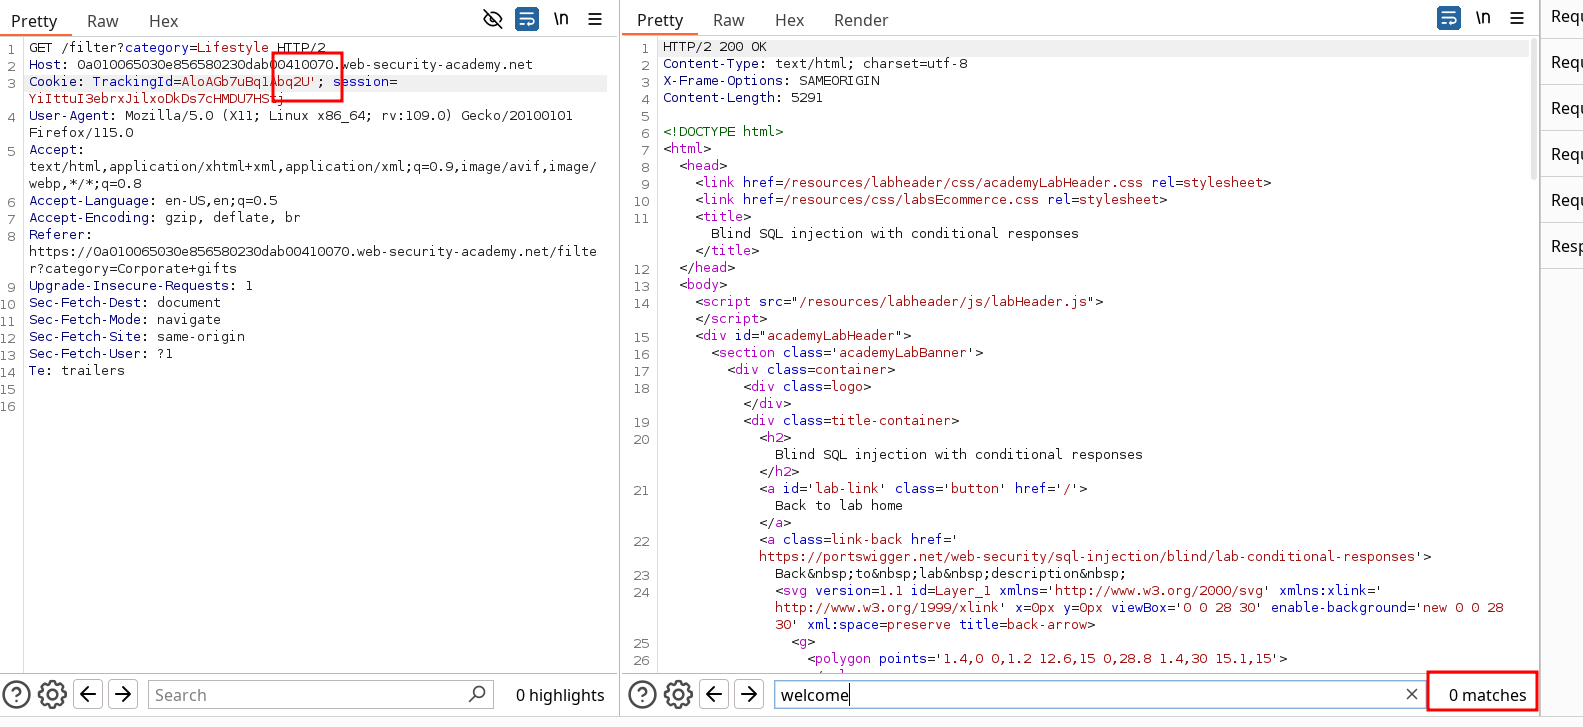 Pretty Raw Hex \n
1 GET /filter?category=Lifestyle HTTP/2
2 Host: 0a010065030e856580230dab00410070.web-security-academy.net
3 Cookie: TrackingId=AloAGb7uBq1Abq2U'; session=
YiIttuI3ebrxJilxoDkDs7cHMDU7HStj
4 User-Agent: Mozilla/5.0 (X11; Linux x86_64; rv:109.0) Gecko/20100101
Firefox/115.0
5 Accept:
text/html,application/xhtml+xml,application/xml;q=0.9,image/avif,image/
webp,*/*;q=0.8
6 Accept-Language: en-US,en;q=0.5
7 Accept-Encoding: gzip, deflate, br
8 Referer:
https://0a010065030e856580230dab00410070.web-security-academy.net/filte
r?category=Corporate+gifts
9 Upgrade-Insecure-Requests: 1
10 Sec-Fetch-Dest: document
11 Sec-Fetch-Mode: navigate
12 Sec-Fetch-Site: same-origin
13 Sec-Fetch-User: ?1
14 Te: trailers
15
16
Search 0 highlights
Pretty Raw Hex Render \n
1 HTTP/2 200 OK
2 Content-Type: text/html; charset=utf-8
3 X-Frame-Options: SAMEORIGIN
4 Content-Length: 5291
5
6 <!DOCTYPE html>
7 <html>
8 <head>
9 <link href=/resources/labheader/css/academyLabHeader.css rel=stylesheet>
10 <link href=/resources/css/labsEcommerce.css rel=stylesheet>
11 <title>
Blind SQL injection with conditional responses
</title>
12 </head>
13 <body>
14 <script src="/resources/labheader/js/labHeader.js">
</script>
15 <div id="academyLabHeader">
16 <section class='academyLabBanner'>
17 <div class=container>
18 <div class=logo>
</div>
19 <div class=title-container>
20 <h2>
Blind SQL injection with conditional responses
</h2>
21 <a id='lab-link' class='button' href='/'>
Back to lab home
</a>
22 <a class=link-back href='
https://portswigger.net/web-security/sql-injection/blind/lab-conditional-responses'>
23 Back&nbsp;to&nbsp;lab&nbsp;description&nbsp;
24 <svg version=1.1 id=Layer_1 xmlns='http://www.w3.org/2000/svg' xmlns:xlink='
http://www.w3.org/1999/xlink' x=0px y=0px viewBox='0 0 28 30' enable-background='new 0 0 28
30' xml:space=preserve title=back-arrow>
25 <g>
26 <polygon points='1.4,0 0,1.2 12.6,15 0,28.8 1.4,30 15.1,15'>
welcome 0 matches
Requ
Requ
Requ
Requ
Requ
Resp